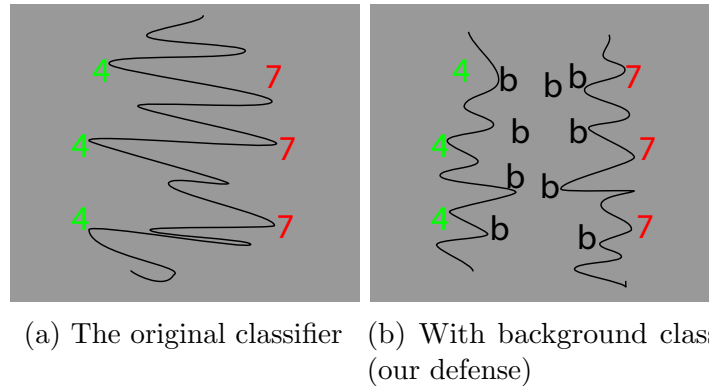 4 7
4 7
4 7
4 b b b 7
4 b b 7
b b
4 b 7
b
(a) The original classifier
(b) With background class
(our defense)